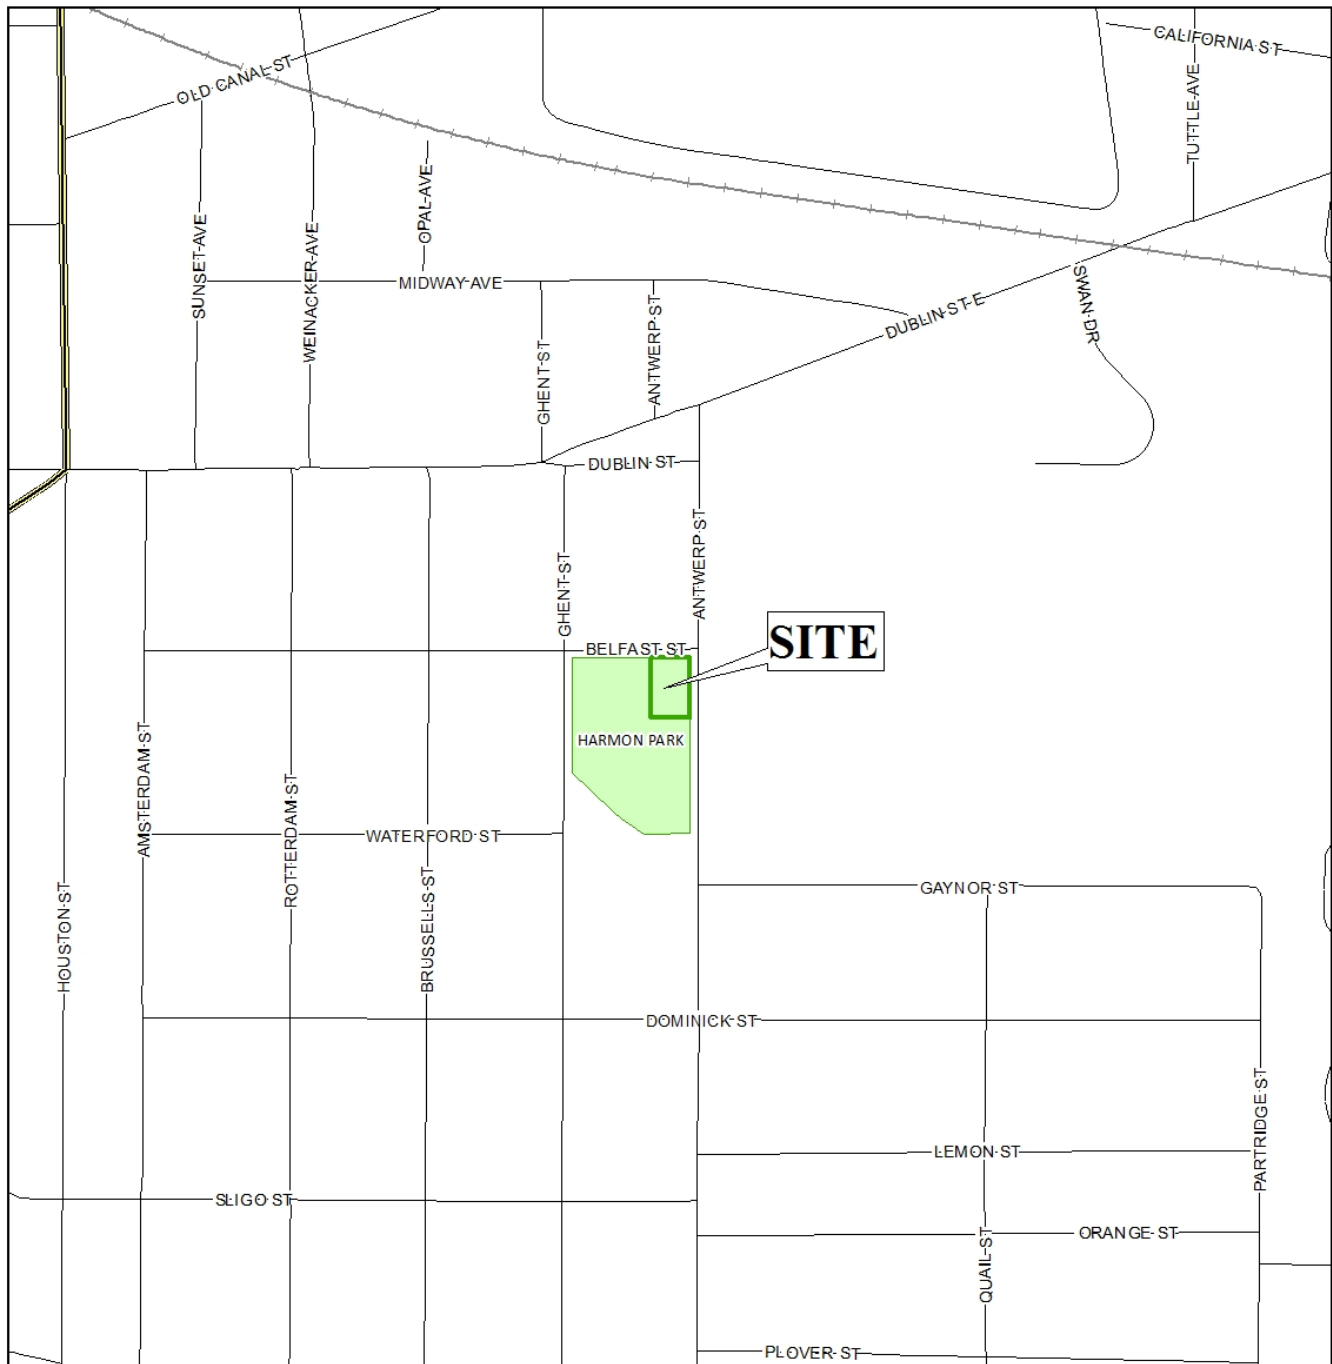 CALIFORNIA ST
OLD CANAL ST
TUTTLE AVE
OPAL AVE
SUNSET AVE
WEINACKER AVE
MIDWAY AVE
ANTWERP ST
DUBLIN ST E
SWAN DR
GHENT ST
DUBLIN ST
ANTWERP ST
GHENT ST
SITE
BELFAST ST
HARMON PARK
AMSTERDAM ST
ROTTERDAM ST
WATERFORD ST
HOUSTON ST
BRUSSELLS ST
GAYNOR ST
DOMINICK ST
PARTRIDGE ST
LEMON ST
SLIGO ST
ORANGE ST
QUAIL ST
PLOVER ST